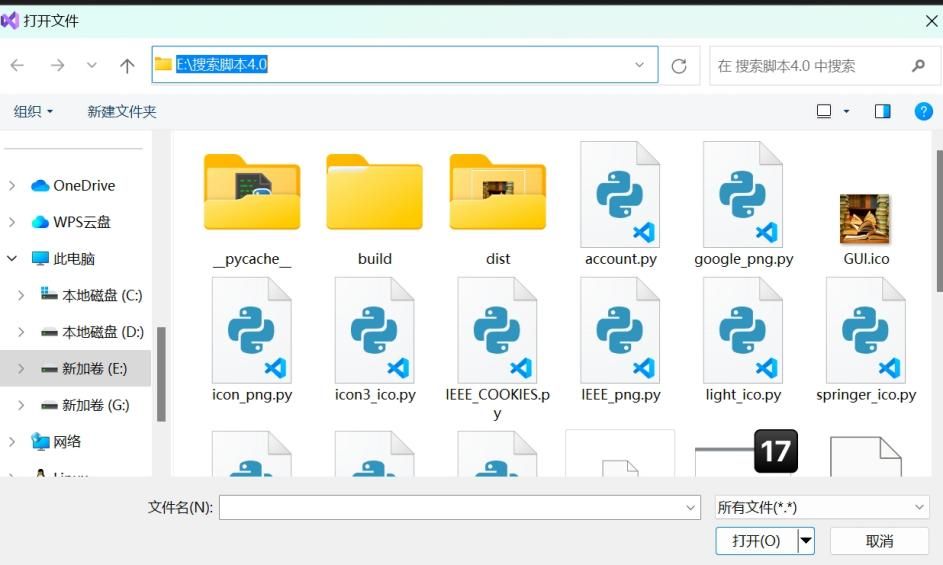 打开文件
E:\搜索脚本4.0
在 搜索脚本4.0 中搜索
组织
新建文件夹
OneDrive
WPS云盘
此电脑
本地磁盘 (C:)
本地磁盘 (D:)
新加卷 (E:)
新加卷 (G:)
网络
Linux
__pycache__
build
dist
account.py
google_png.py
GUI.ico
icon_png.py
icon3_ico.py
IEEE_COOKIES.p
y
IEEE_png.py
light_ico.py
springer_ico.py
17
文件名(N):
所有文件(*.*)
打开(O)
取消